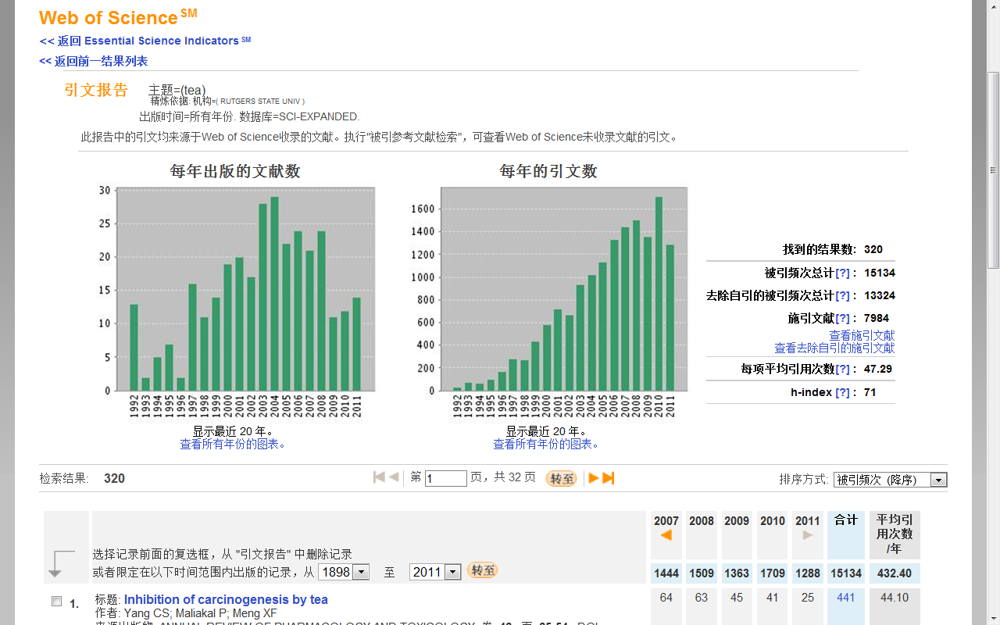 Web of Science SM
<< 返回 Essential Science Indicators SM
<< 返回前一结果列表
引文报告 主题=(tea)
精炼依据: 机构=( RUTGERS STATE UNIV )
出版时间=所有年份. 数据库=SCI-EXPANDED.
此报告中的引文均来源于Web of Science收录的文献。执行"被引参考文献检索"，可查看Web of Science未收录文献的引文。
每年出版的文献数
30
25
20
15
10
5
0
1992 1993 1994 1995 1996 1997 1998 1999 2000 2001 2002 2003 2004 2005 2006 2007 2008 2009 2010 2011
显示最近 20 年。
查看所有年份的图表。
每年的引文数
1600
1400
1200
1000
800
600
400
200
0
1992 1993 1994 1995 1996 1997 1998 1999 2000 2001 2002 2003 2004 2005 2006 2007 2008 2009 2010 2011
显示最近 20 年。
查看所有年份的图表。
找到的结果数: 320
被引频次总计[?] : 15134
去除自引的被引频次总计[?] : 13324
施引文献[?] : 7984
查看施引文献
查看去除自引的施引文献
每项平均引用次数[?] : 47.29
h-index [?] : 71
检索结果: 320 第 1 页，共 32 页 转至 排序方式: 被引频次 (降序)
2007 2008 2009 2010 2011 合计 平均引用次数/年
选择记录前面的复选框，从 "引文报告" 中删除记录
或者限定在以下时间范围内出版的记录，从 1898 至 2011 转至
1444 1509 1363 1709 1288 15134 432.40
1. 标题: Inhibition of carcinogenesis by tea 64 63 45 41 25 441 44.10
作者: Yang CS; Maliakal P; Meng XF
来源出版物: ANNUAL REVIEW OF PHARMACOLOGY AND TOXICOLOGY 卷: 42 页: 25-54 DOI: